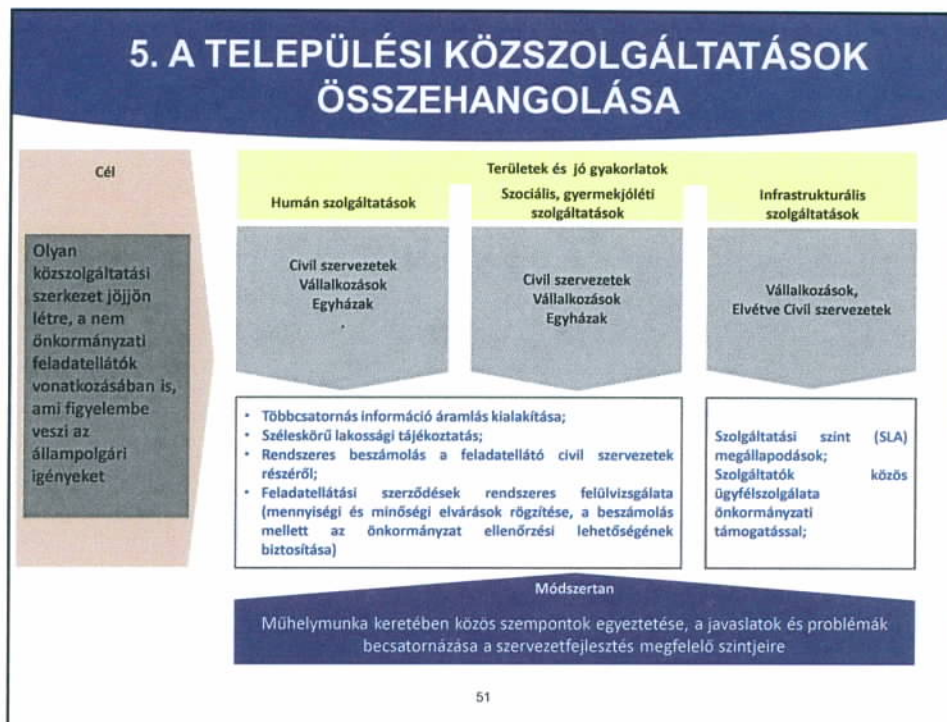 5. A TELEPÜLÉSI KÖZSZOLGÁLTATÁSOK
ÖSSZEHANGOLÁSA
Cél
Olyan
közszolgáltatási
szerkezet jöjjön
létre, a nem
önkormányzati
feladatellátók
vonatkozásában is,
ami figyelembe
veszi az
állampolgári
igényeket
Területek és jó gyakorlatok
Humán szolgáltatások
Szociális, gyermekjóléti
szolgáltatások
Infrastrukturális
szolgáltatások
Civil szervezetek
Vállalkozások
Egyházak
Civil szervezetek
Vállalkozások
Egyházak
Vállalkozások,
Elvétve Civil szervezetek
• Többcsatornás információ áramlás kialakítása;
• Széleskörű lakossági tájékoztatás;
• Rendszeres beszámolás a feladatellátó civil szervezetek
részéről;
• Feladatellátási szerződések rendszeres felülvizsgálata
(mennyiségi és minőségi elvárások rögzítése, a beszámolás
mellett az önkormányzat ellenőrzési lehetőségének
biztosítása)
Szolgáltatási szint (SLA)
megállapodások;
Szolgáltatók közös
ügyfélszolgálata
önkormányzati
támogatással;
Módszertan
Műhelymunka keretében közös szempontok egyeztetése, a javaslatok és problémák
becsatornázása a szervezetfejlesztés megfelelő szintjeire
51